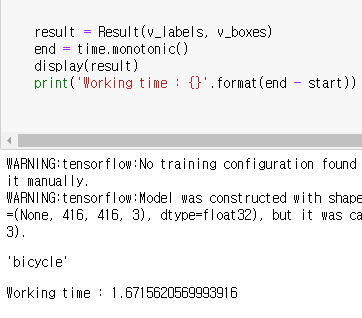 result = Result(v_labels, v_boxes)
end = time.monotonic()
display(result)
print('Working time : {}'.format(end - start))
WARNING:tensorflow:No training configuration found
it manually.
WARNING:tensorflow:Model was constructed with shape
=(None, 416, 416, 3), dtype=float32), but it was ca
3).
'bicycle'
Working time : 1.6715620569993916